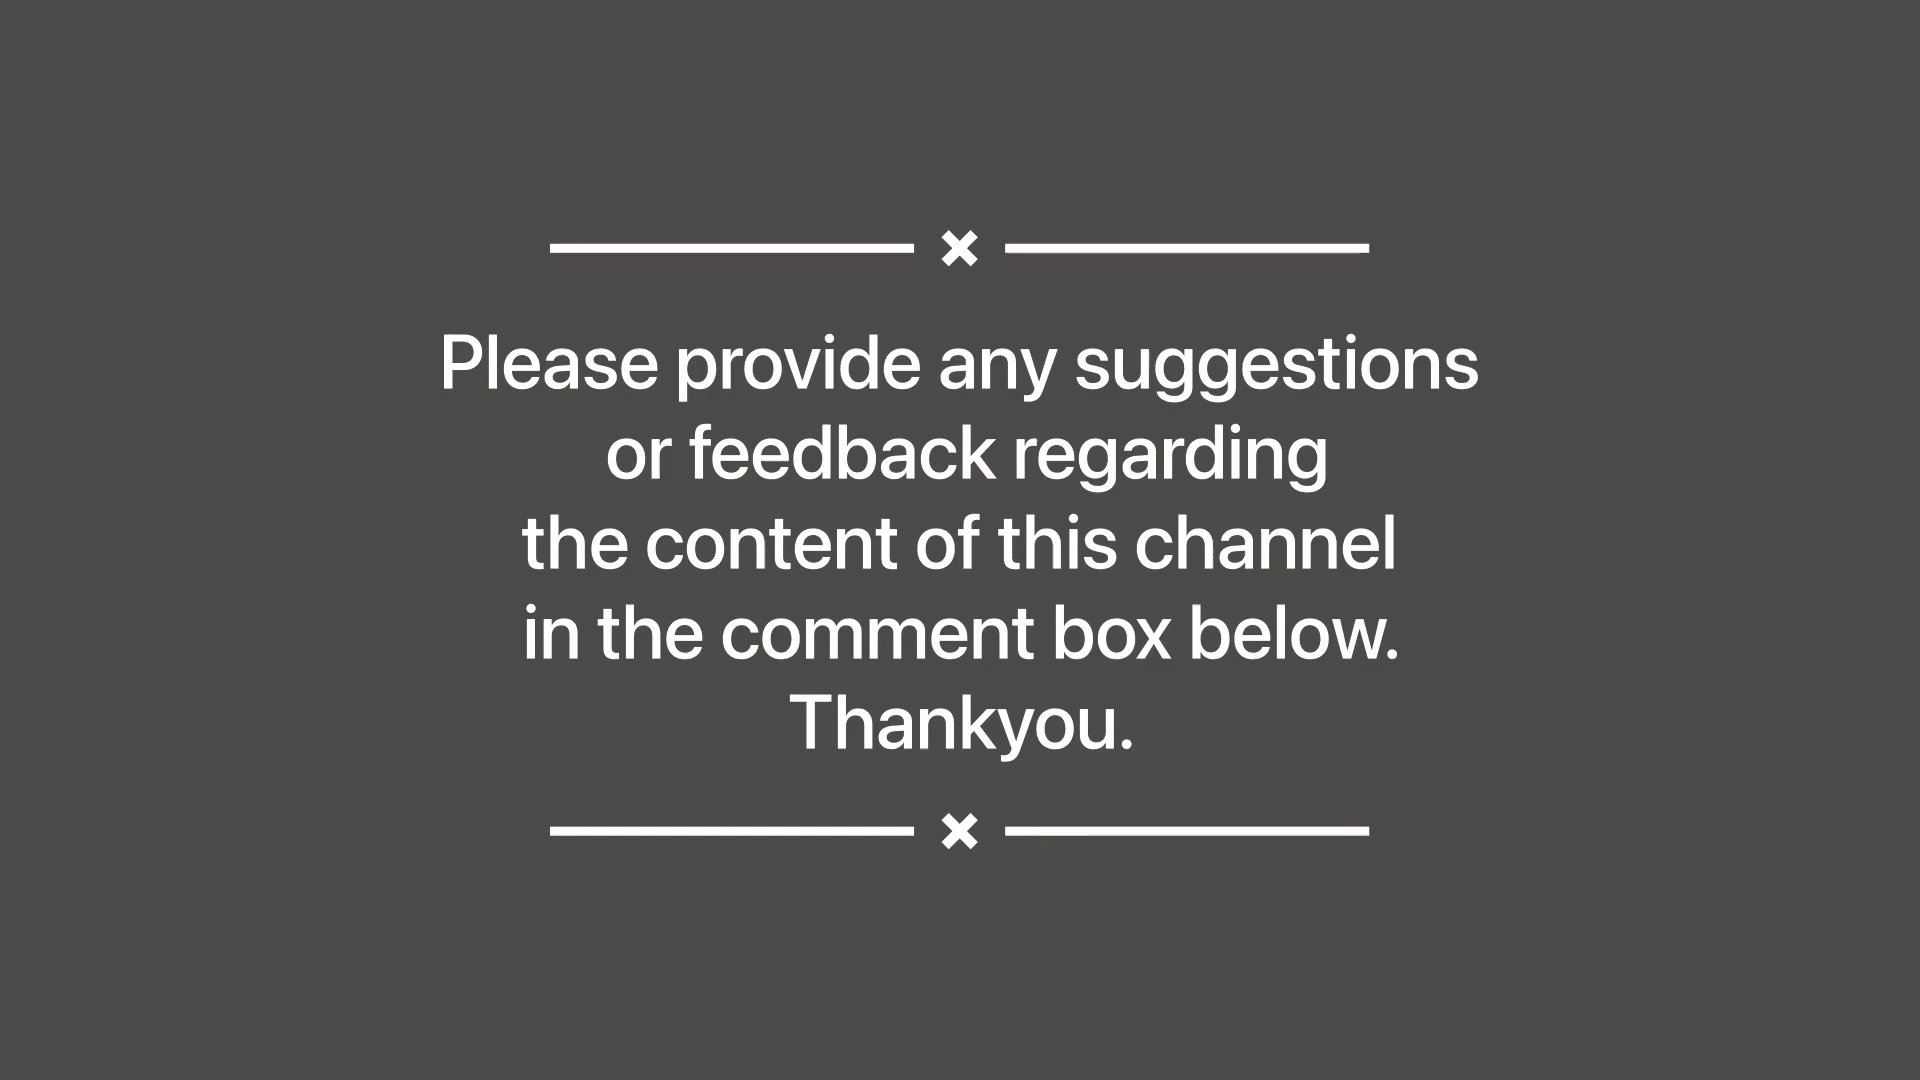 Please provide any suggestions
or feedback regarding
the content of this channel
in the comment box below.
Thankyou.